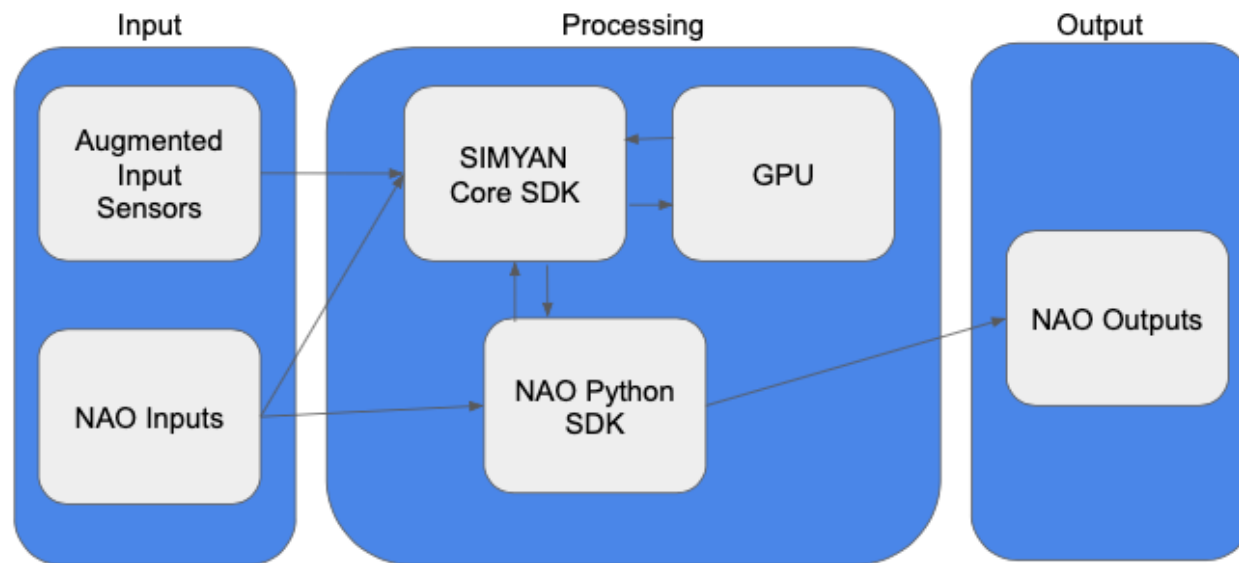 Input
Processing
Output
Augmented
Input
Sensors
SIMYAN
Core SDK
GPU
NAO Inputs
NAO Python
SDK
NAO Outputs